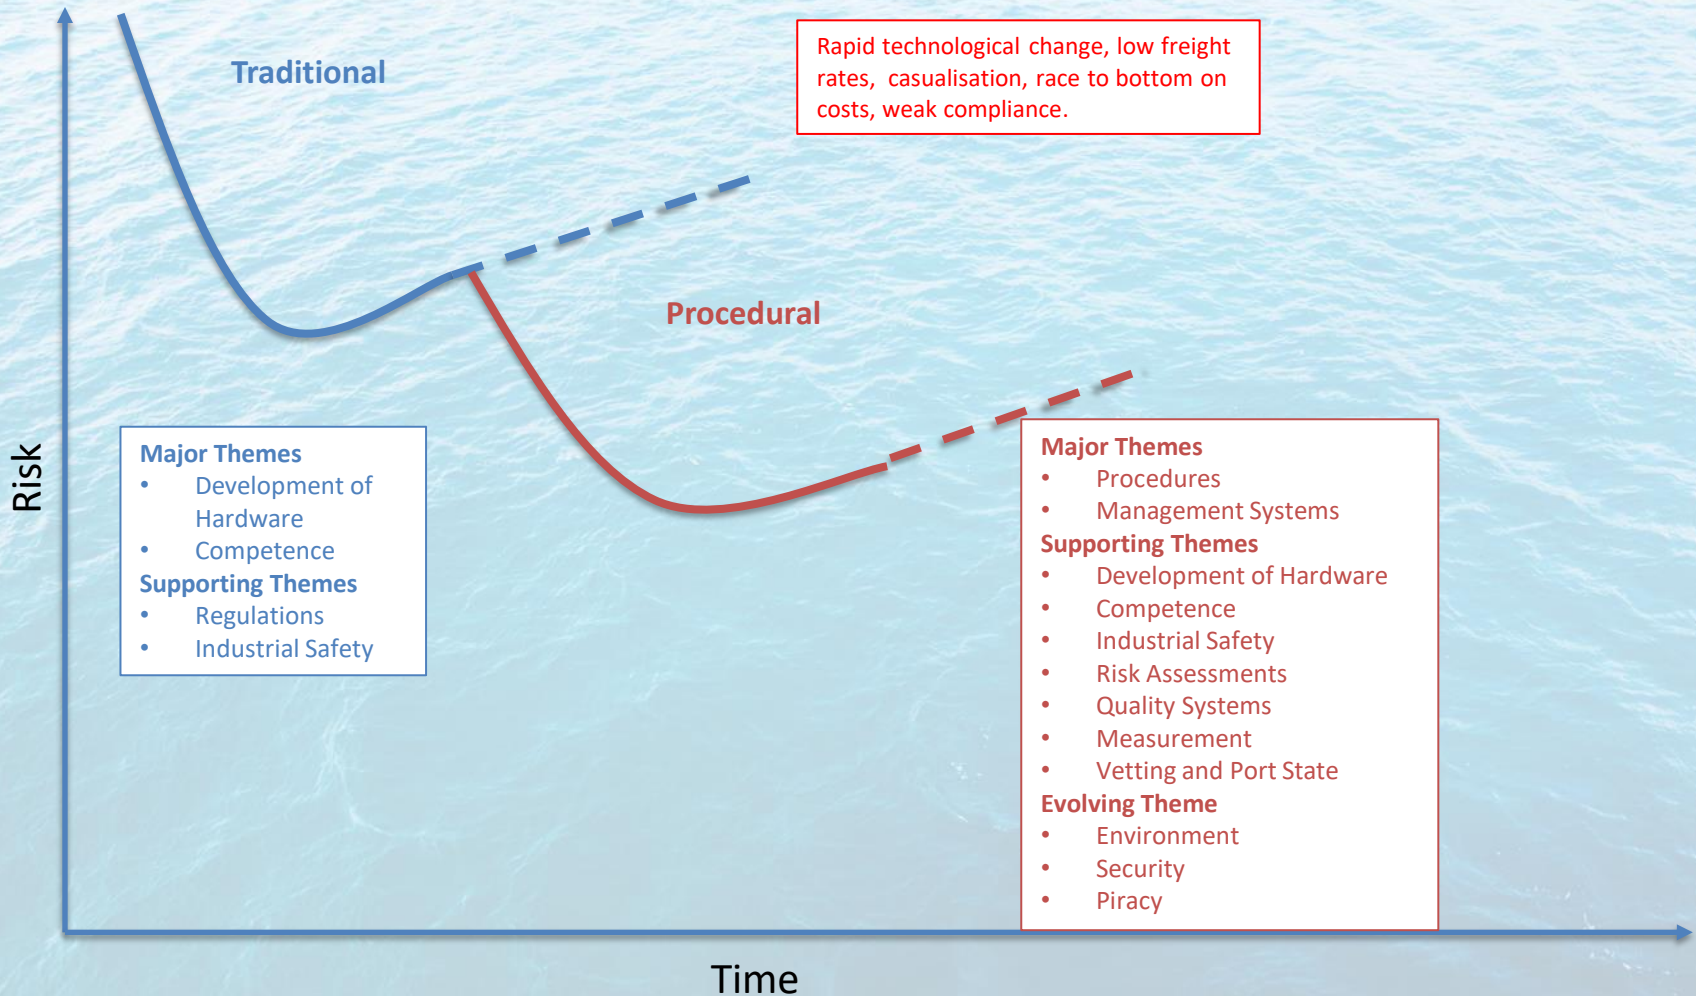 Traditional
Rapid technological change, low freight
rates, casualisation, race to bottom on
costs, weak compliance.
Procedural
Risk
Major Themes
• Development of
Hardware
• Competence
Supporting Themes
• Regulations
• Industrial Safety
Major Themes
• Procedures
• Management Systems
Supporting Themes
• Development of Hardware
• Competence
• Industrial Safety
• Risk Assessments
• Quality Systems
• Measurement
• Vetting and Port State
Evolving Theme
• Environment
• Security
• Piracy
Time